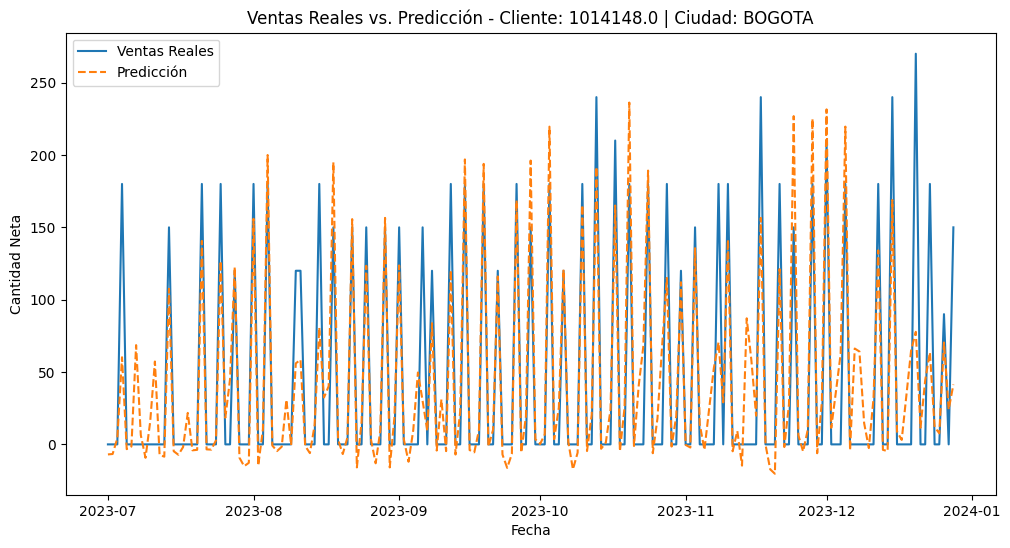 Ventas Reales vs. Predicción - Cliente: 1014148.0 | Ciudad: BOGOTA
Ventas Reales
Predicción
Cantidad Neta
250
200
150
100
50
0
2023-07
2023-08
2023-09
2023-10
2023-11
2023-12
2024-01
Fecha